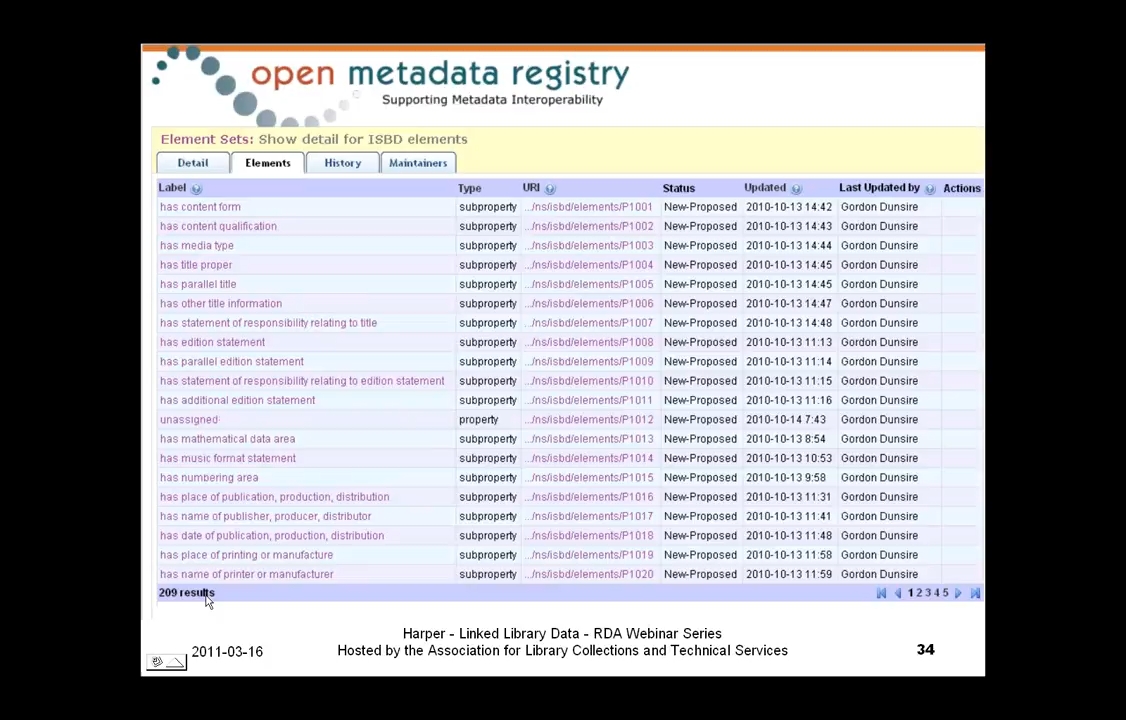 open metadata registry
Supporting Metadata Interoperability
Element Sets: Show detail for ISBD elements
Detail Elements History Maintainers
Label Type URI Status Updated Last Updated by Actions
has content form subproperty .../ns/isbd/elements/P1001 New-Proposed 2010-10-13 14:42 Gordon Dunsire
has content qualification subproperty .../ns/isbd/elements/P1002 New-Proposed 2010-10-13 14:43 Gordon Dunsire
has media type subproperty .../ns/isbd/elements/P1003 New-Proposed 2010-10-13 14:44 Gordon Dunsire
has title proper subproperty .../ns/isbd/elements/P1004 New-Proposed 2010-10-13 14:45 Gordon Dunsire
has parallel title subproperty .../ns/isbd/elements/P1005 New-Proposed 2010-10-13 14:45 Gordon Dunsire
has other title information subproperty .../ns/isbd/elements/P1006 New-Proposed 2010-10-13 14:47 Gordon Dunsire
has statement of responsibility relating to title subproperty .../ns/isbd/elements/P1007 New-Proposed 2010-10-13 14:48 Gordon Dunsire
has edition statement subproperty .../ns/isbd/elements/P1008 New-Proposed 2010-10-13 11:13 Gordon Dunsire
has parallel edition statement subproperty .../ns/isbd/elements/P1009 New-Proposed 2010-10-13 11:14 Gordon Dunsire
has statement of responsibility relating to edition statement subproperty .../ns/isbd/elements/P1010 New-Proposed 2010-10-13 11:15 Gordon Dunsire
has additional edition statement subproperty .../ns/isbd/elements/P1011 New-Proposed 2010-10-13 11:16 Gordon Dunsire
unassigned property .../ns/isbd/elements/P1012 New-Proposed 2010-10-14 7:43 Gordon Dunsire
has mathematical data area subproperty .../ns/isbd/elements/P1013 New-Proposed 2010-10-13 8:54 Gordon Dunsire
has music format statement subproperty .../ns/isbd/elements/P1014 New-Proposed 2010-10-13 10:53 Gordon Dunsire
has numbering area subproperty .../ns/isbd/elements/P1015 New-Proposed 2010-10-13 9:58 Gordon Dunsire
has place of publication, production, distribution subproperty .../ns/isbd/elements/P1016 New-Proposed 2010-10-13 11:31 Gordon Dunsire
has name of publisher, producer, distributor subproperty .../ns/isbd/elements/P1017 New-Proposed 2010-10-13 11:41 Gordon Dunsire
has date of publication, production, distribution subproperty .../ns/isbd/elements/P1018 New-Proposed 2010-10-13 11:48 Gordon Dunsire
has place of printing or manufacture subproperty .../ns/isbd/elements/P1019 New-Proposed 2010-10-13 11:58 Gordon Dunsire
has name of printer or manufacturer subproperty .../ns/isbd/elements/P1020 New-Proposed 2010-10-13 11:59 Gordon Dunsire
209 results 1 2 3 4 5
Harper - Linked Library Data - RDA Webinar Series
2011-03-16 Hosted by the Association for Library Collections and Technical Services 34